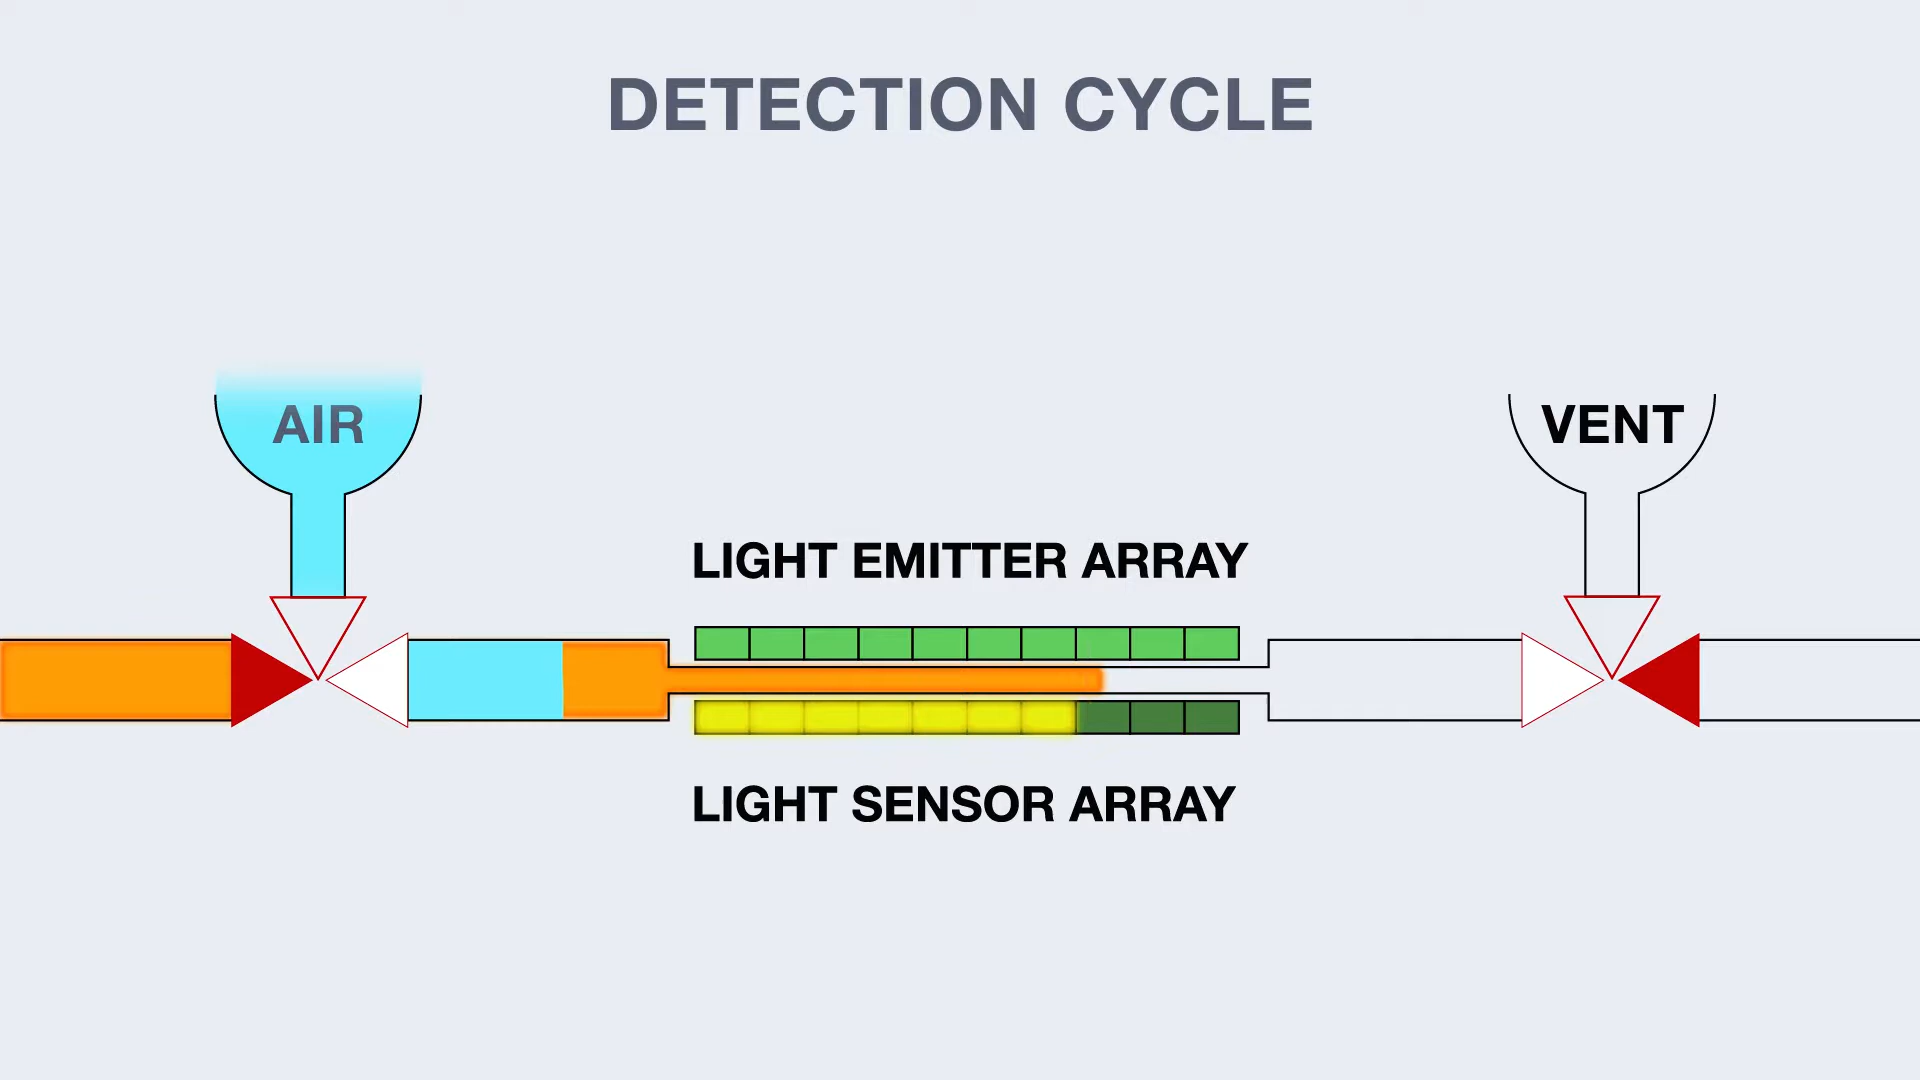 DETECTION CYCLE
AIR
VENT
LIGHT EMITTER ARRAY
LIGHT SENSOR ARRAY